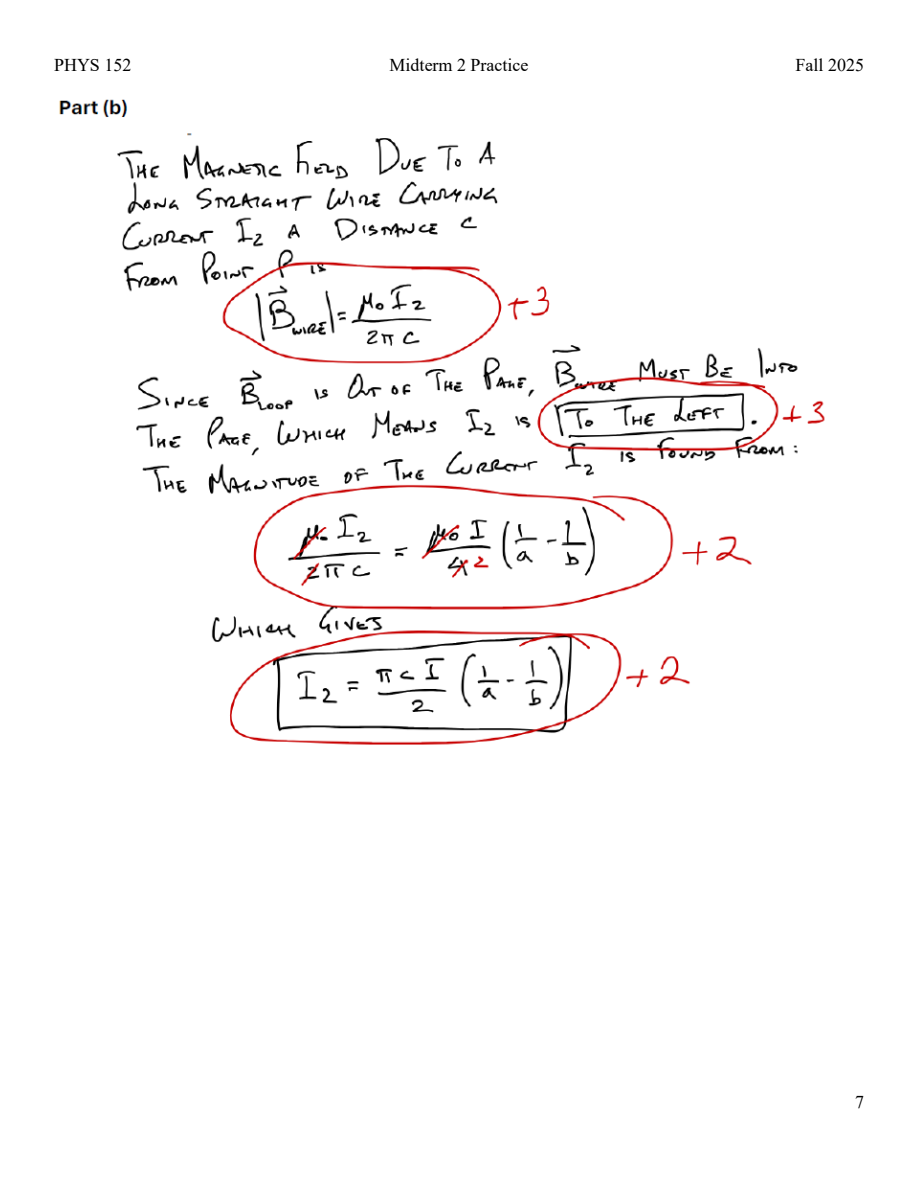 PHYS 152 Midterm 2 Practice Fall 2025
Part (b)
THE MAGNETIC FIELD DUE TO A
LONG STRAIGHT WIRE CARRYING
CURRENT I₂ A DISTANCE C
FROM POINT P IS
|B⃗_WIRE| = μ₀ I₂ / 2π C +3
SINCE B⃗_LOOP IS OUT OF THE PAGE, B⃗_WIRE MUST BE INTO
THE PAGE, WHICH MEANS I₂ IS TO THE LEFT. +3
THE MAGNITUDE OF THE CURRENT I₂ IS FOUND FROM:
μ₀ I₂ / 2π C = μ₀ I / 4 2 (1/a - 1/b) +2
WHICH GIVES
I₂ = π C I / 2 (1/a - 1/b) +2
7